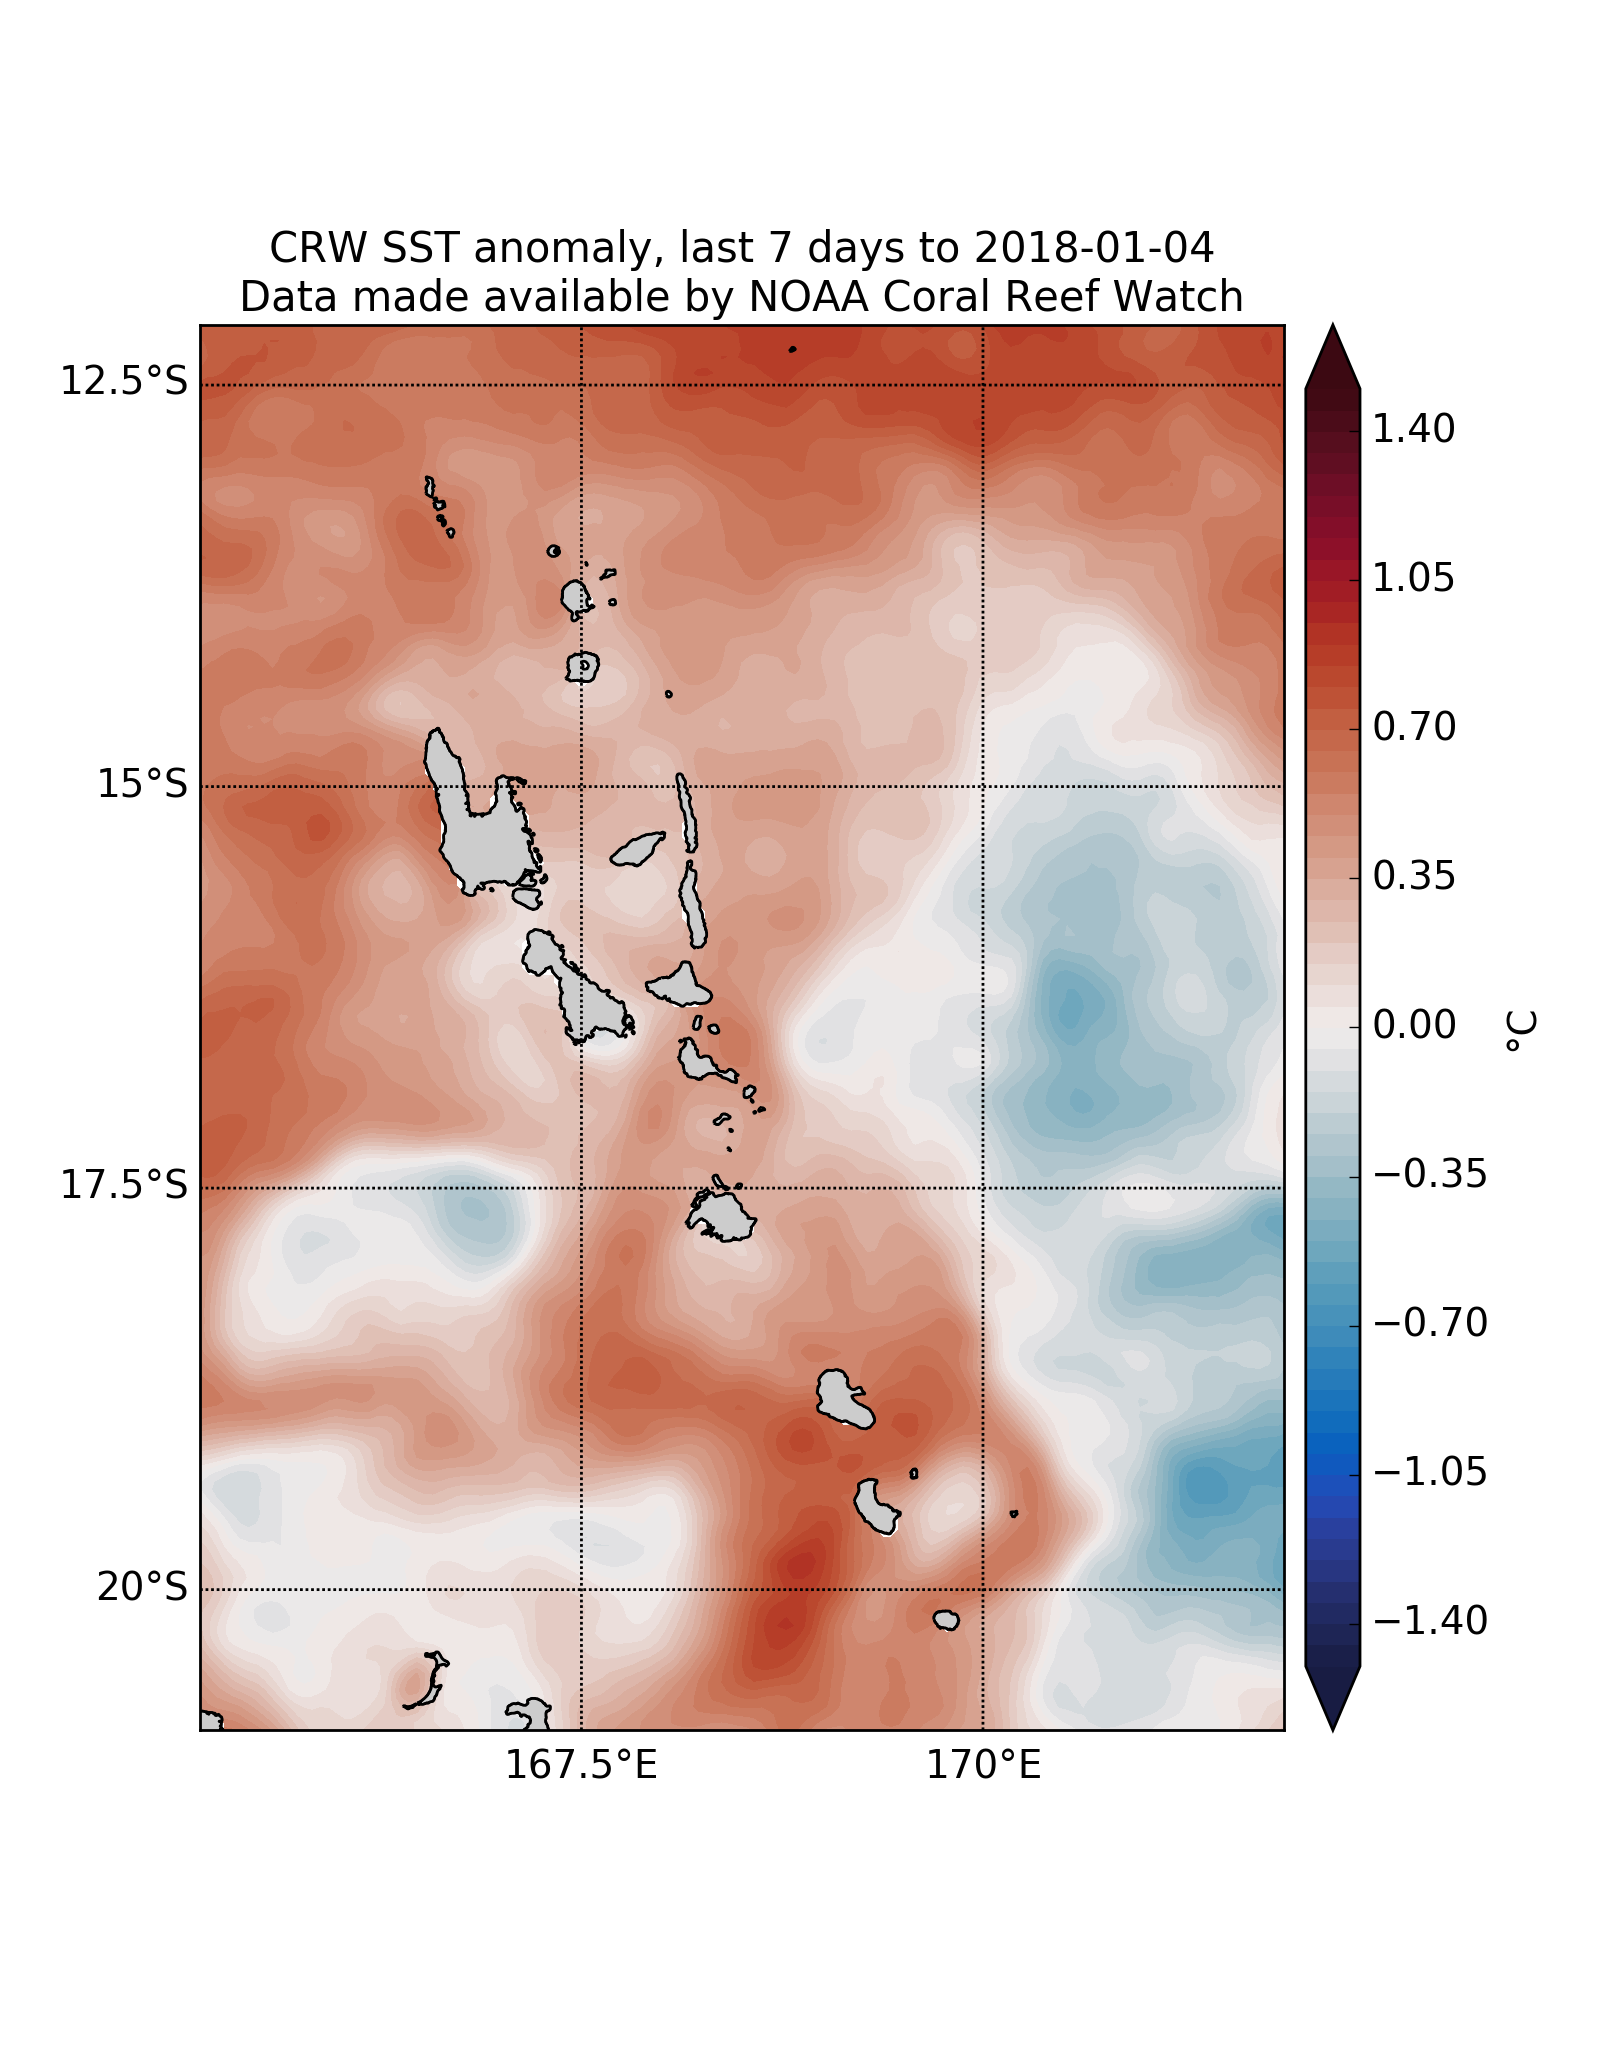 CRW SST anomaly, last 7 days to 2018-01-04
Data made available by NOAA Coral Reef Watch
12.5°S
15°S
17.5°S
20°S
167.5°E
170°E
1.40
1.05
0.70
0.35
0.00
−0.35
−0.70
−1.05
−1.40
°C